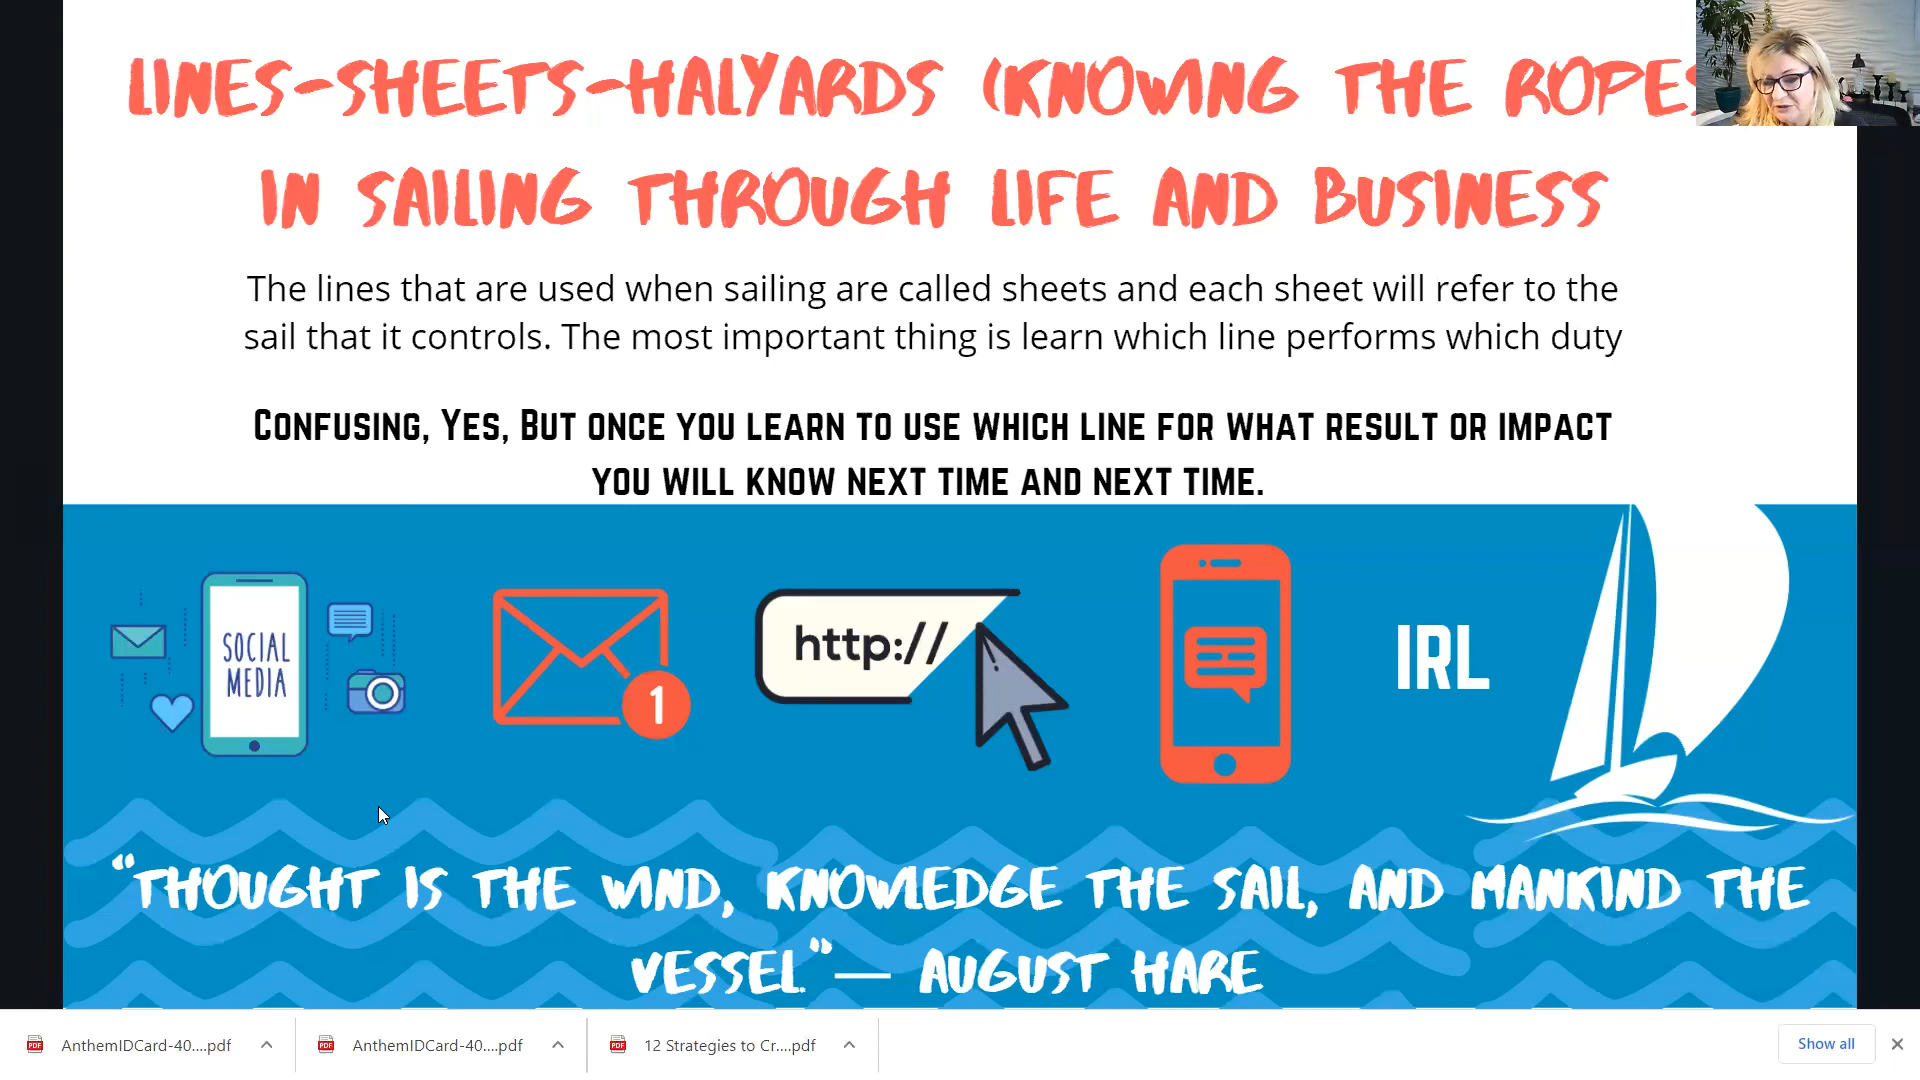 LINES-SHEETS-HALYARDS (KNOWING THE ROPES
IN SAILING THROUGH LIFE AND BUSINESS
The lines that are used when sailing are called sheets and each sheet will refer to the
sail that it controls. The most important thing is learn which line performs which duty
Confusing, Yes, But once you learn to use which line for what result or impact
you will know next time and next time.
SOCIAL
MEDIA
1
http://
IRL
“THOUGHT IS THE WIND, KNOWLEDGE THE SAIL, AND MANKIND THE
VESSEL.”— AUGUST HARE
AnthemIDCard-40....pdf
AnthemIDCard-40....pdf
12 Strategies to Cr....pdf
Show all